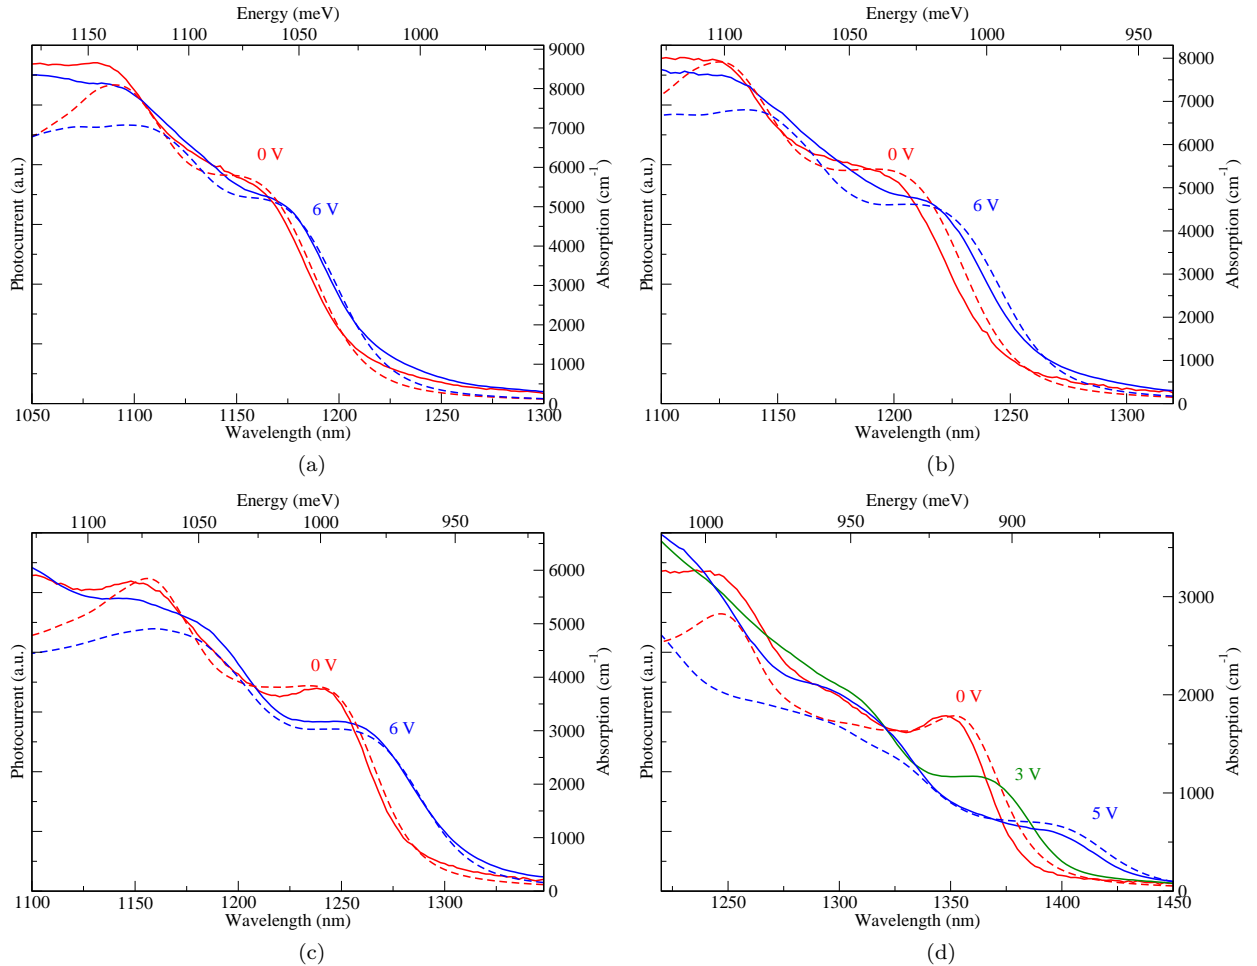 Energy (meV)
1150 1100 1050 1000
Photocurrent (a.u.)
0 V
6 V
9000
8000
7000
6000
5000
4000
3000
2000
1000
0
Absorption (cm⁻¹)
1050 1100 1150 1200 1250 1300
Wavelength (nm)
(a)
Energy (meV)
1100 1050 1000 950
Photocurrent (a.u.)
0 V
6 V
8000
7000
6000
5000
4000
3000
2000
1000
0
Absorption (cm⁻¹)
1100 1150 1200 1250 1300
Wavelength (nm)
(b)
Energy (meV)
1100 1050 1000 950
Photocurrent (a.u.)
0 V
6 V
6000
5000
4000
3000
2000
1000
0
Absorption (cm⁻¹)
1100 1150 1200 1250 1300
Wavelength (nm)
(c)
Energy (meV)
1000 950 900
Photocurrent (a.u.)
0 V
3 V
5 V
3000
2000
1000
0
Absorption (cm⁻¹)
1250 1300 1350 1400 1450
Wavelength (nm)
(d)